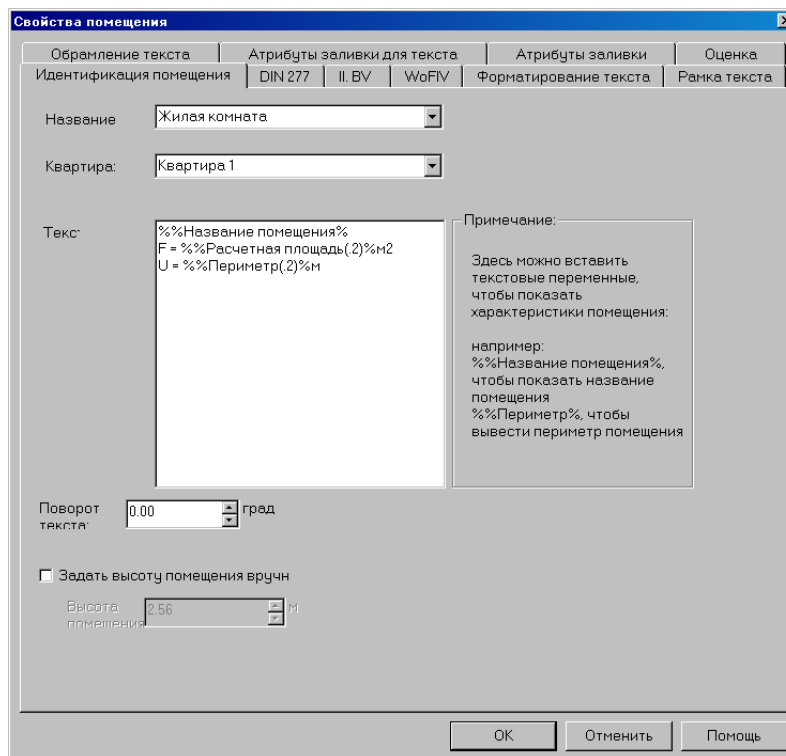 Свойства помещения
Обрамление текста
Атрибуты заливки для текста
Атрибуты заливки
Оценка
Идентификация помещения
DIN 277
II. BV
WoFIV
Форматирование текста
Рамка текста
Название
Жилая комната
Квартира:
Квартира 1
Текс:
%%Название помещения%
F = %%Расчетная площадь(.2)%м2
U = %%Периметр(.2)%м
Примечание:
Здесь можно вставить
текстовые переменные,
чтобы показать
характеристики помещения:
например:
%%Название помещения%,
чтобы показать название
помещения
%%Периметр%, чтобы
вывести периметр помещения
Поворот
текста:
0.00
град
Задать высоту помещения вручн
Высота
помещения
2.56
м
OK
Отменить
Помощь